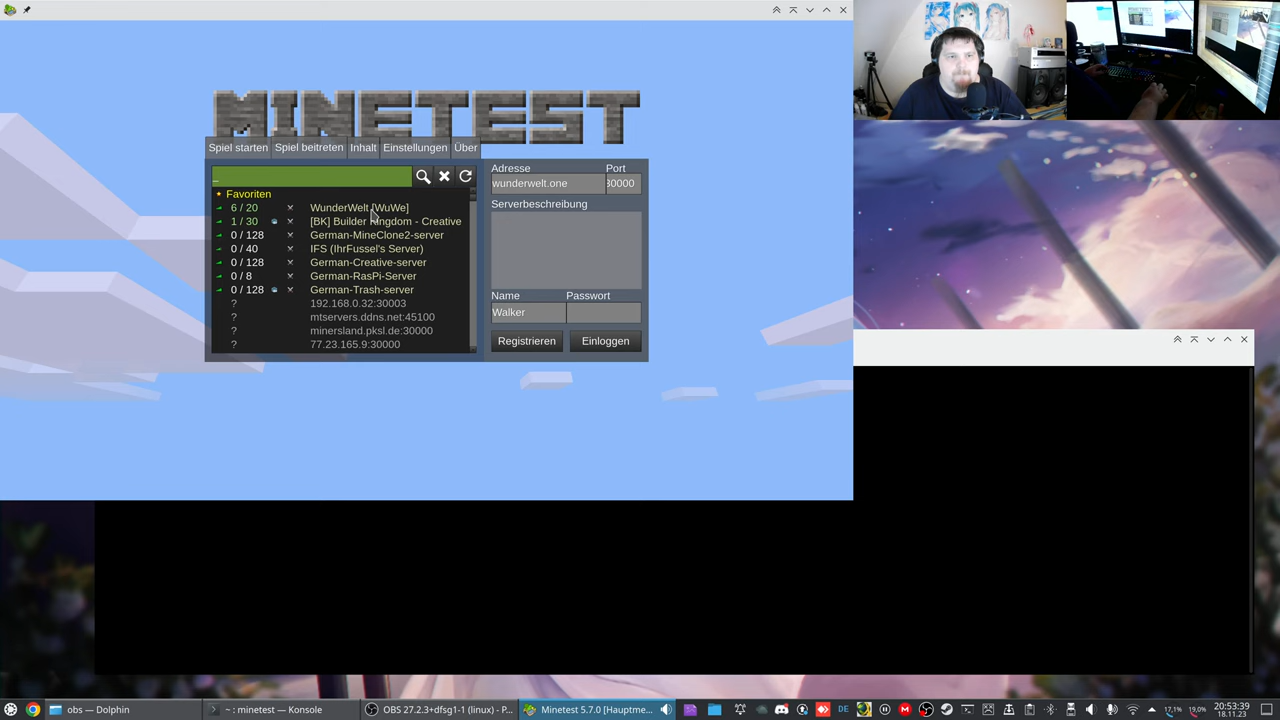 MINETEST
Spiel starten
Spiel beitreten
Inhalt
Einstellungen
Über
Favoriten
6 / 20 WunderWelt [WuWe]
1 / 30 [BK] Builder Kingdom - Creative
0 / 128 German-MineClone2-server
0 / 40 IFS (IhrFussel's Server)
0 / 128 German-Creative-server
0 / 8 German-RasPi-Server
0 / 128 German-Trash-server
? 192.168.0.32:30003
? mtservers.ddns.net:45100
? minersland.pksl.de:30000
? 77.23.165.9:30000
Adresse Port
wunderwelt.one 30000
Serverbeschreibung
Name Passwort
Walker
Registrieren Einloggen
obs — Dolphin
~ : minetest — Konsole
OBS 27.2.3+dfsg1-1 (linux) - P...
Minetest 5.7.0 [Hauptme...
DE
17,1% 19,0%
20:53:39
18.11.23